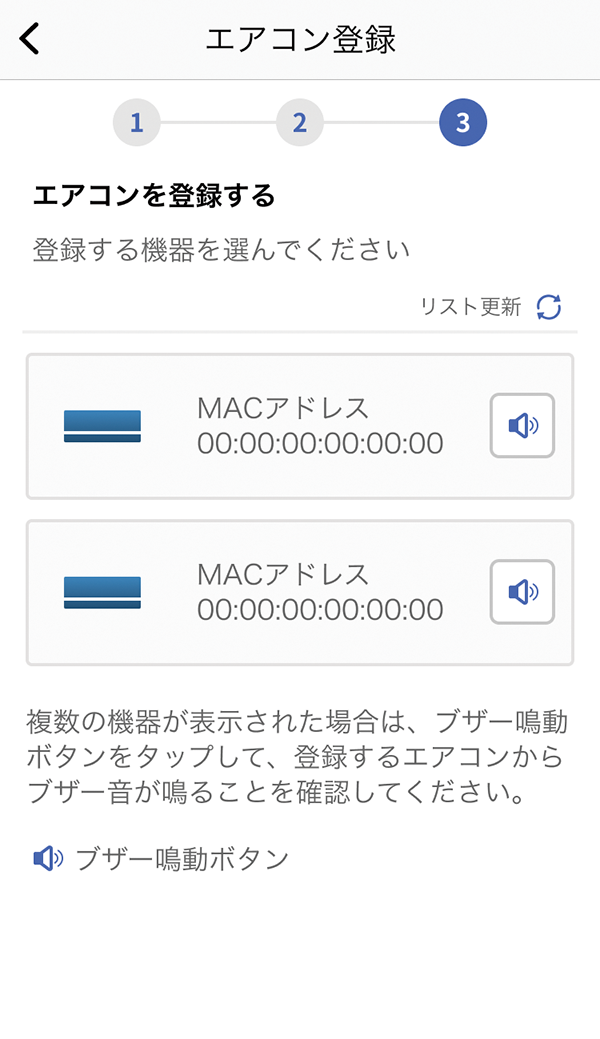 エアコン登録
1 2 3
エアコンを登録する
登録する機器を選んでください
リスト更新
MACアドレス
00:00:00:00:00:00
MACアドレス
00:00:00:00:00:00
複数の機器が表示された場合は、ブザー鳴動
ボタンをタップして、登録するエアコンから
ブザー音が鳴ることを確認してください。
ブザー鳴動ボタン